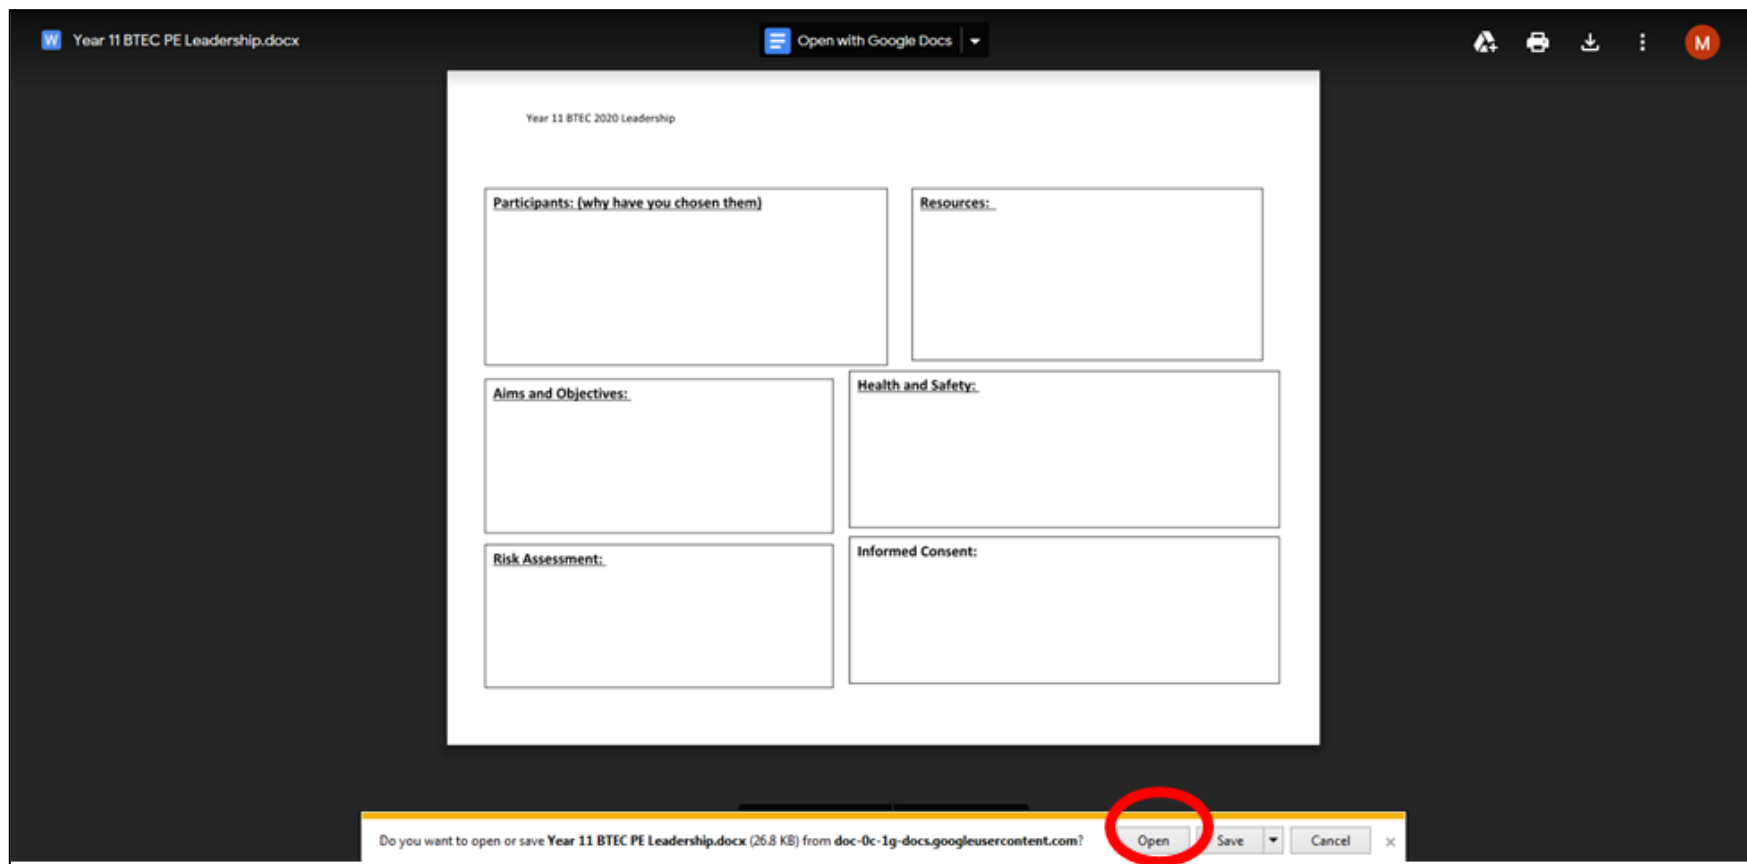 W Year 11 BTEC PE Leadership.docx
Open with Google Docs
M
Year 11 BTEC 2020 Leadership
Participants: (why have you chosen them)
Resources:
Aims and Objectives:
Health and Safety:
Risk Assessment:
Informed Consent:
Do you want to open or save Year 11 BTEC PE Leadership.docx (26.8 KB) from doc-0c-1g-docs.googleusercontent.com?
Open
Save
Cancel
×